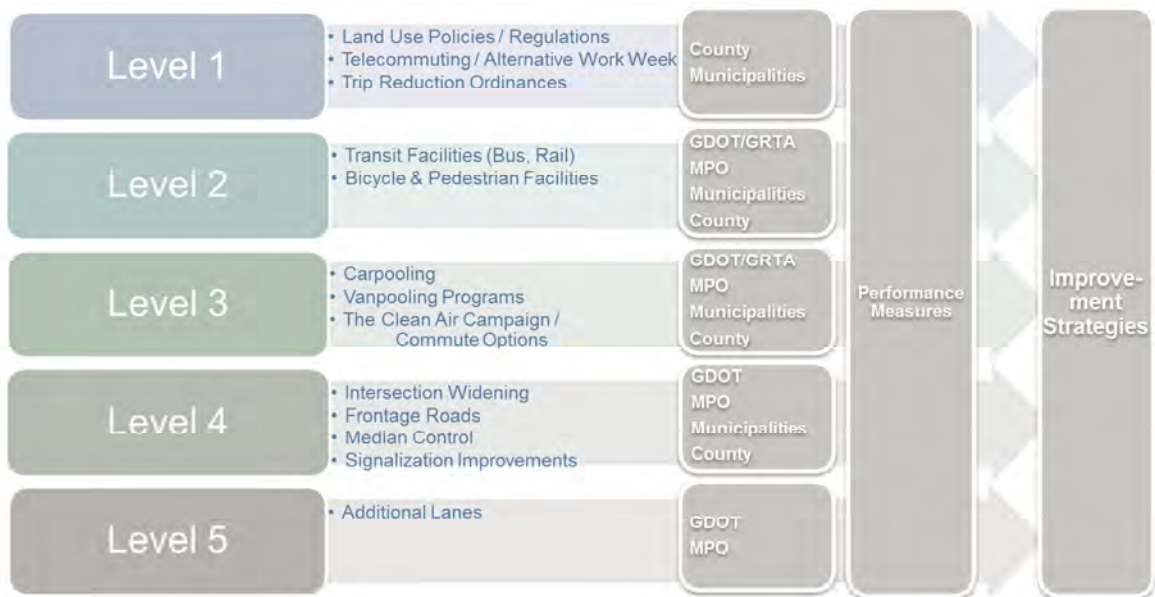 Level 1
• Land Use Policies / Regulations
• Telecommuting / Alternative Work Week
• Trip Reduction Ordinances
County
Municipalities
Level 2
• Transit Facilities (Bus, Rail)
• Bicycle & Pedestrian Facilities
GDOT/GRTA
MPO
Municipalities
County
Level 3
• Carpooling
• Vanpooling Programs
• The Clean Air Campaign /
Commute Options
GDOT/GRTA
MPO
Municipalities
County
Level 4
• Intersection Widening
• Frontage Roads
• Median Control
• Signalization Improvements
GDOT
MPO
Municipalities
County
Level 5
• Additional Lanes
GDOT
MPO
Performance
Measures
Improve-
ment
Strategies